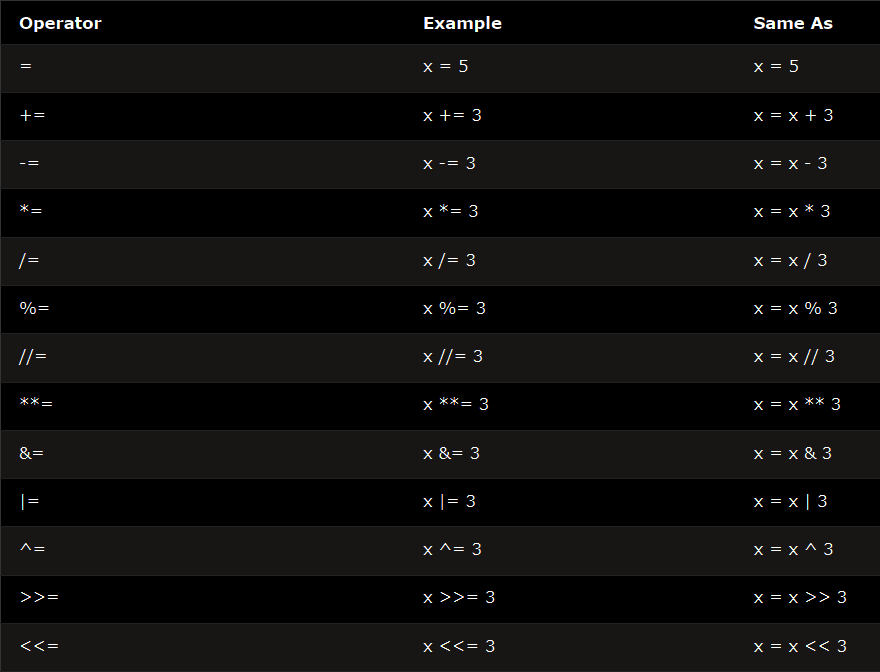 Operator Example Same As
= x = 5 x = 5
+= x += 3 x = x + 3
-= x -= 3 x = x - 3
*= x *= 3 x = x * 3
/= x /= 3 x = x / 3
%= x %= 3 x = x % 3
//= x //= 3 x = x // 3
**= x **= 3 x = x ** 3
&= x &= 3 x = x & 3
|= x |= 3 x = x | 3
^= x ^= 3 x = x ^ 3
>>= x >>= 3 x = x >> 3
<<= x <<= 3 x = x << 3